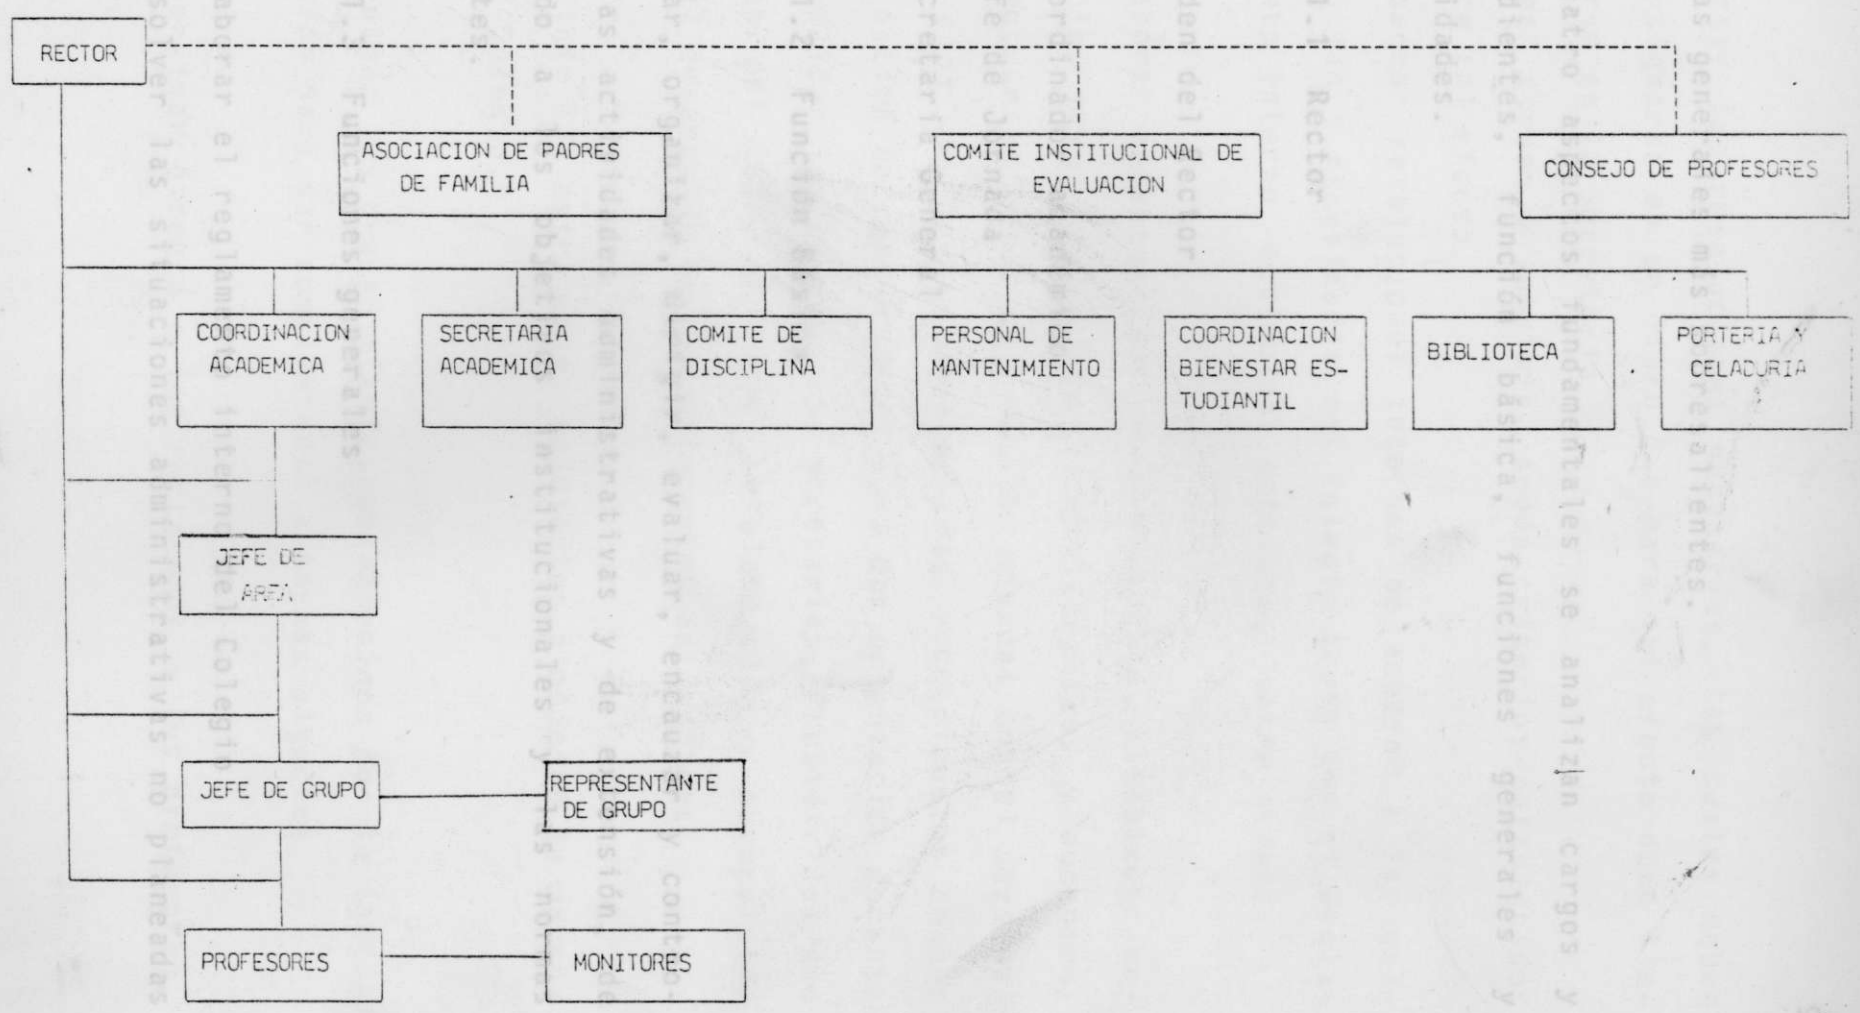 RECTOR
ASOCIACION DE PADRES
DE FAMILIA
COMITE INSTITUCIONAL DE
EVALUACION
CONSEJO DE PROFESORES
COORDINACION
ACADEMICA
SECRETARIA
ACADEMICA
COMITE DE
DISCIPLINA
PERSONAL DE
MANTENIMIENTO
COORDINACION
BIENESTAR ES-
TUDIANTIL
BIBLIOTECA
PORTERIA Y
CELADURIA
JEFE DE
AREA
JEFE DE GRUPO
REPRESENTANTE
DE GRUPO
PROFESORES
MONITORES